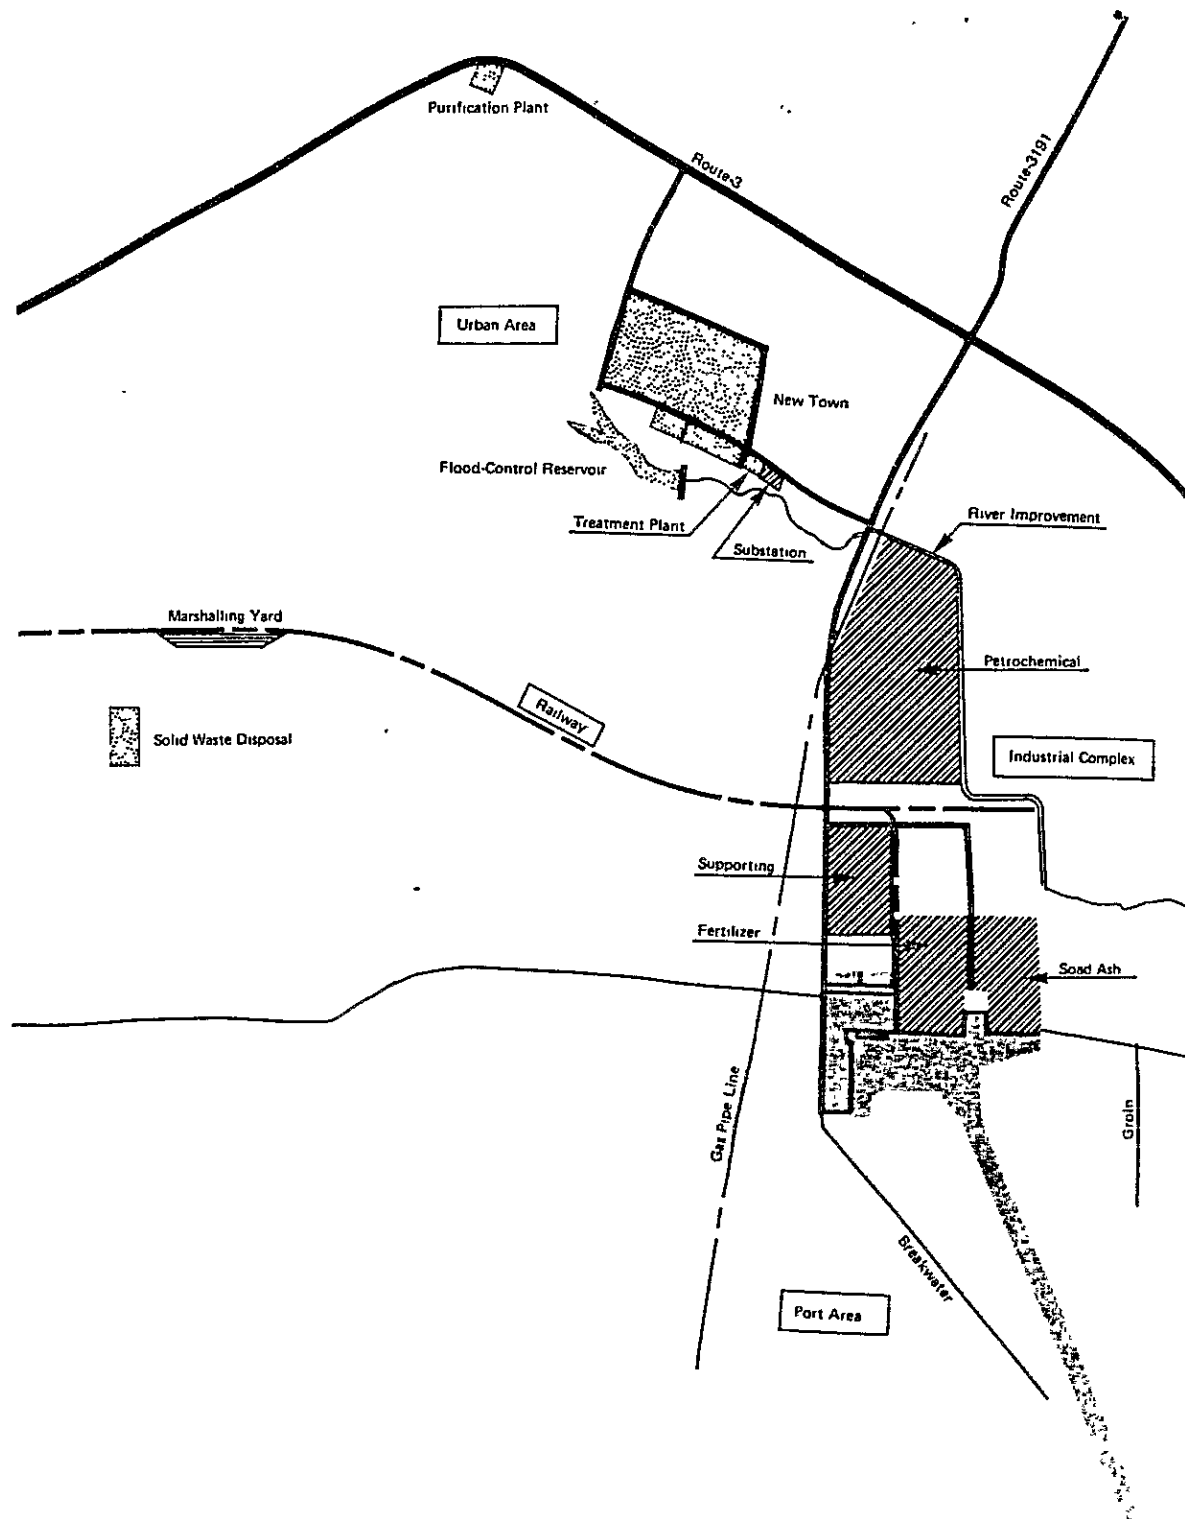 Purification Plant
Route-3
Route-3191
Urban Area
New Town
Flood-Control Reservoir
Treatment Plant
Substation
River Improvement
Marshalling Yard
Petrochemical
Railway
Solid Waste Disposal
Industrial Complex
Supporting
Fertilizer
Soad Ash
Gas Pipe Line
Groin
Breakwater
Port Area